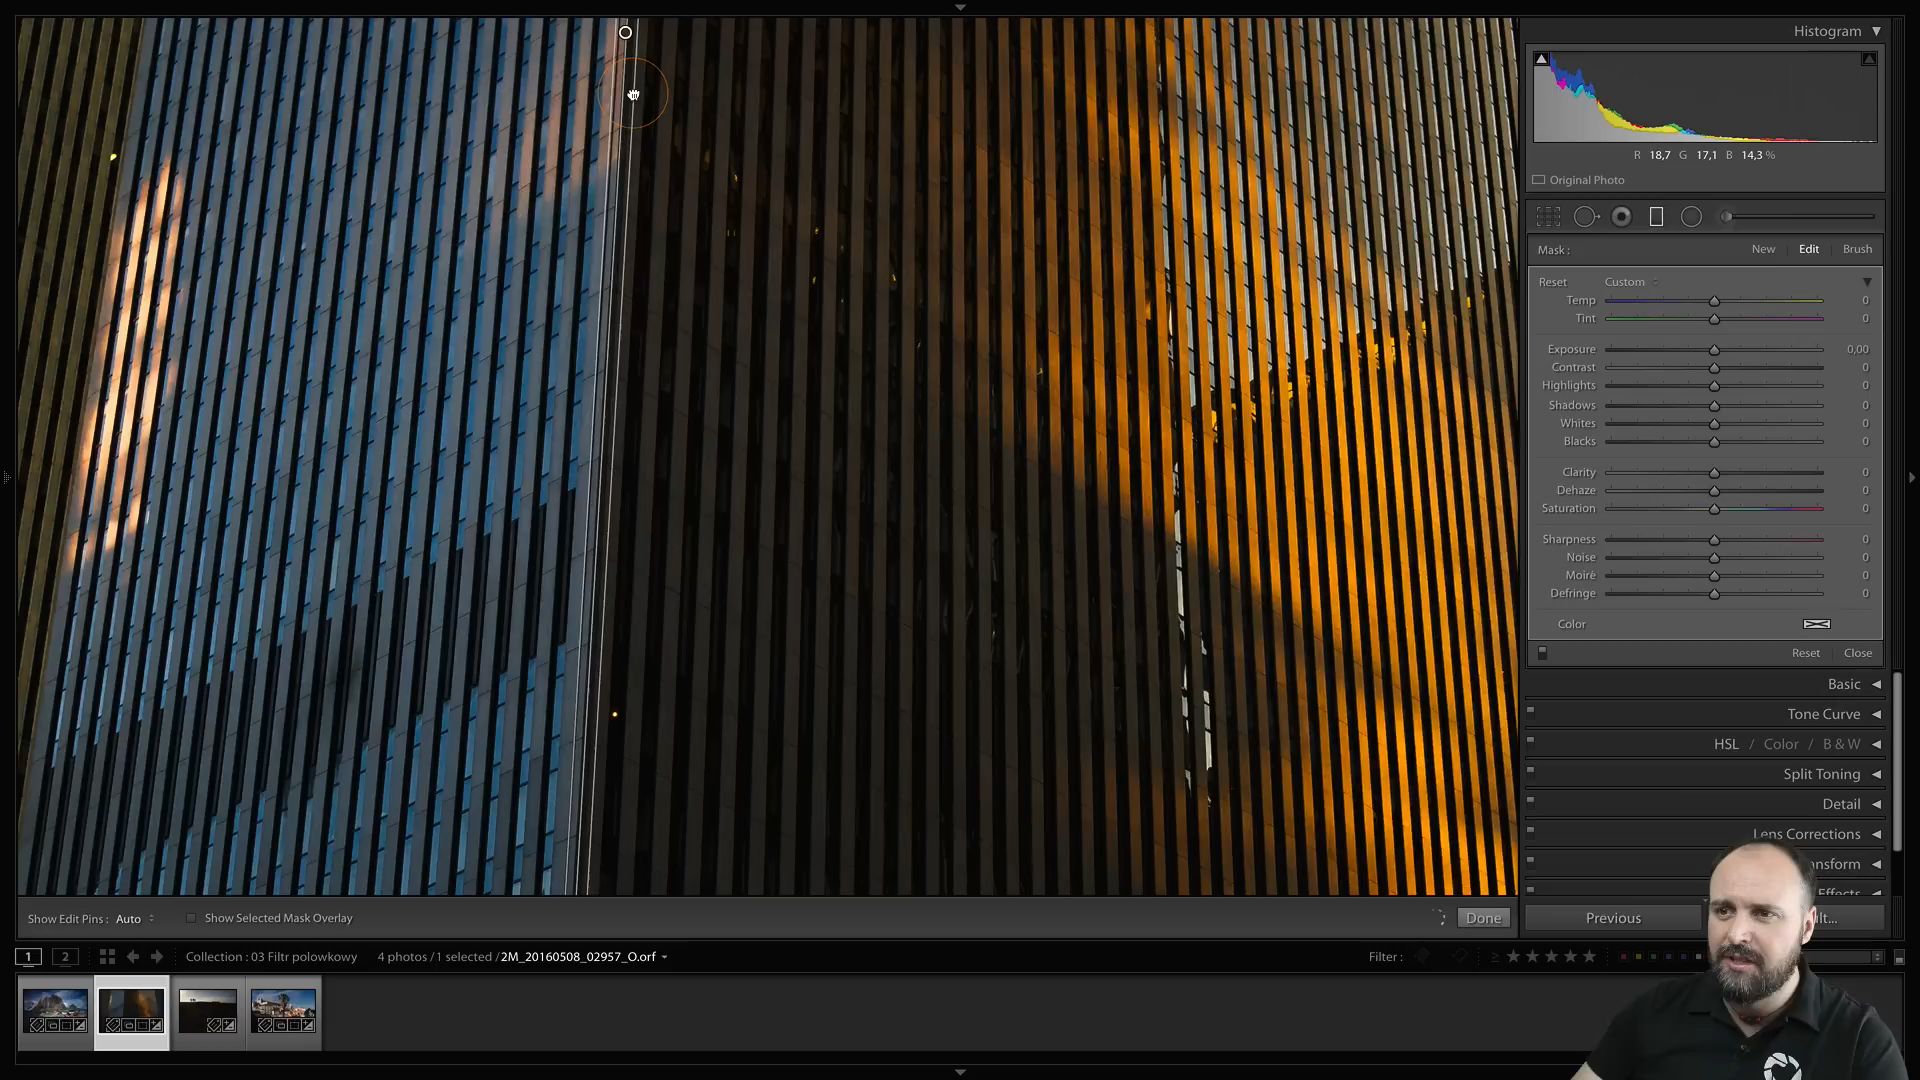 Histogram
R 18,7 G 17,1 B 14,3 %
Original Photo
Mask : New Edit Brush
Reset Custom
Temp 0
Tint 0
Exposure 0,00
Contrast 0
Highlights 0
Shadows 0
Whites 0
Blacks 0
Clarity 0
Dehaze 0
Saturation 0
Sharpness 0
Noise 0
Moiré 0
Defringe 0
Color
Reset Close
Basic
Tone Curve
HSL / Color / B & W
Split Toning
Detail
Lens Corrections
Show Edit Pins : Auto Show Selected Mask Overlay Done Previous
1 2 Collection : 03 Filtr polowkowy 4 photos / 1 selected / 2M_20160508_02957_O.orf Filter : ≥